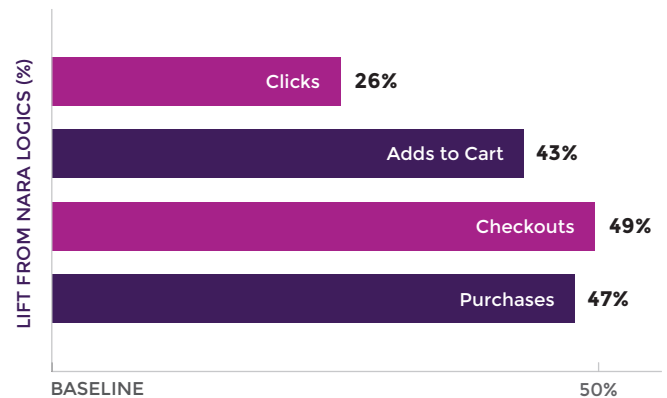 LIFT FROM NARA LOGICS (%)
Clicks 26%
Adds to Cart 43%
Checkouts 49%
Purchases 47%
BASELINE 50%